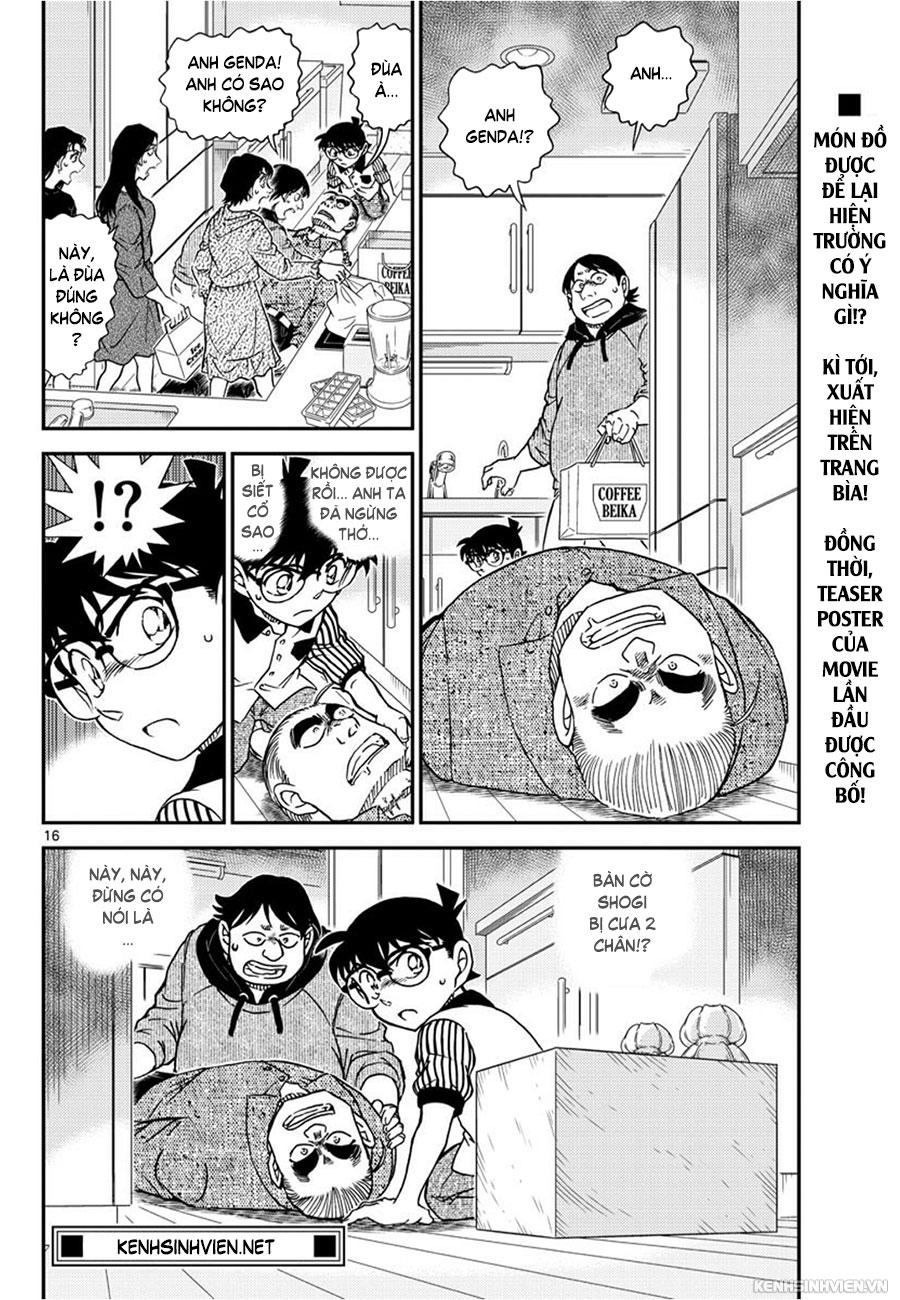 ANH...
ANH
GENDA!?
ĐÙA
À...
ANH GENDA!
ANH CÓ SAO
KHÔNG?
NÀY,
LÀ ĐÙA
ĐÚNG
KHÔNG
?
COFFEE
BEIKA
COFFEE
BEIKA
KHÔNG ĐƯỢC
RỒI... ANH TA
ĐÃ NGỪNG
THỞ...
BỊ
SIẾT
CỔ
SAO
...
!?
16
BÀN CỜ
SHOGI
BỊ CƯA 2
CHÂN!?
NÀY, NÀY,
ĐỪNG CÓ
NÓI LÀ
...
MÓN ĐỒ
ĐƯỢC
ĐỂ LẠI
HIỆN
TRƯỜNG
CÓ Ý
NGHĨA
GÌ!?
KÌ TỚI,
XUẤT
HIỆN
TRÊN
TRANG
BÌA!
ĐỒNG
THỜI,
TEASER
POSTER
CỦA
MOVIE
LẦN
ĐẦU
ĐƯỢC
CÔNG
BỐ!
KENHSINHVIEN.NET
KENHSINHVIEN.VN